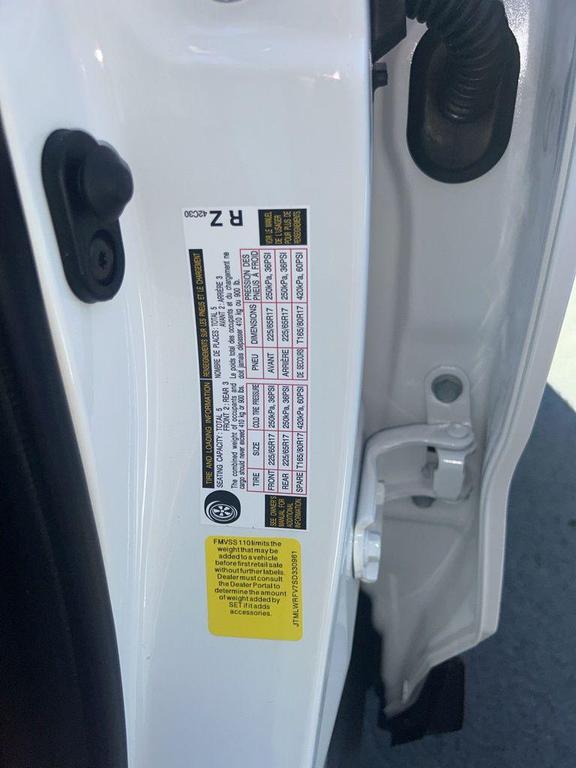 TIRE AND LOADING INFORMATION
RENSEIGNEMENTS SUR LES PNEUS ET LE CHARGEMENT
SEATING CAPACITY : TOTAL 5
FRONT 2 : REAR 3
NOMBRE DE PLACES : TOTAL 5
AVANT 2 : ARRIÈRE 3
The combined weight of occupants and
cargo should never exceed 410 kg or 900 lbs.
Le poids total des occupants et du chargement ne
doit jamais dépasser 410 kg ou 900 lb.
TIRE SIZE COLD TIRE PRESSURE PNEU DIMENSIONS PRESSION DES PNEUS À FROID
FRONT 225/65R17 250kPa, 36PSI AVANT 225/65R17 250kPa, 36PSI
REAR 225/65R17 250kPa, 36PSI ARRIÈRE 225/65R17 250kPa, 36PSI
SPARE T165/80R17 420kPa, 60PSI DE SECOURS T165/80R17 420kPa, 60PSI
SEE OWNER'S
MANUAL FOR
ADDITIONAL
INFORMATION
VOIR LE MANUEL
DE L'USAGER
POUR PLUS DE
RENSEIGNEMENTS
RZ
42C30
FMVSS 110 limits the
weight that may be
added to a vehicle
before first retail sale
without further labels.
Dealer must consult
the Dealer Portal to
determine the amount
of weight added by
SET if it adds
accessories.
JTMLWRFV7SD330961